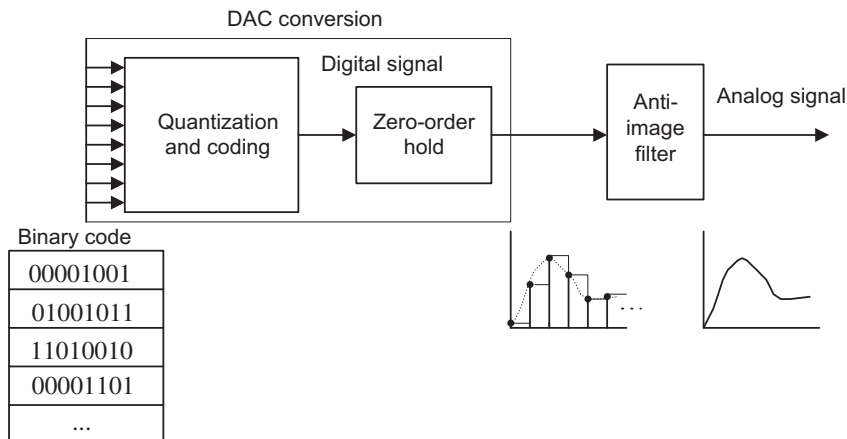 DAC conversion
Digital signal
Quantization
and coding
Zero-order
hold
Anti-
image
filter
Analog signal
Binary code
00001001
01001011
11010010
00001101
...
. . .